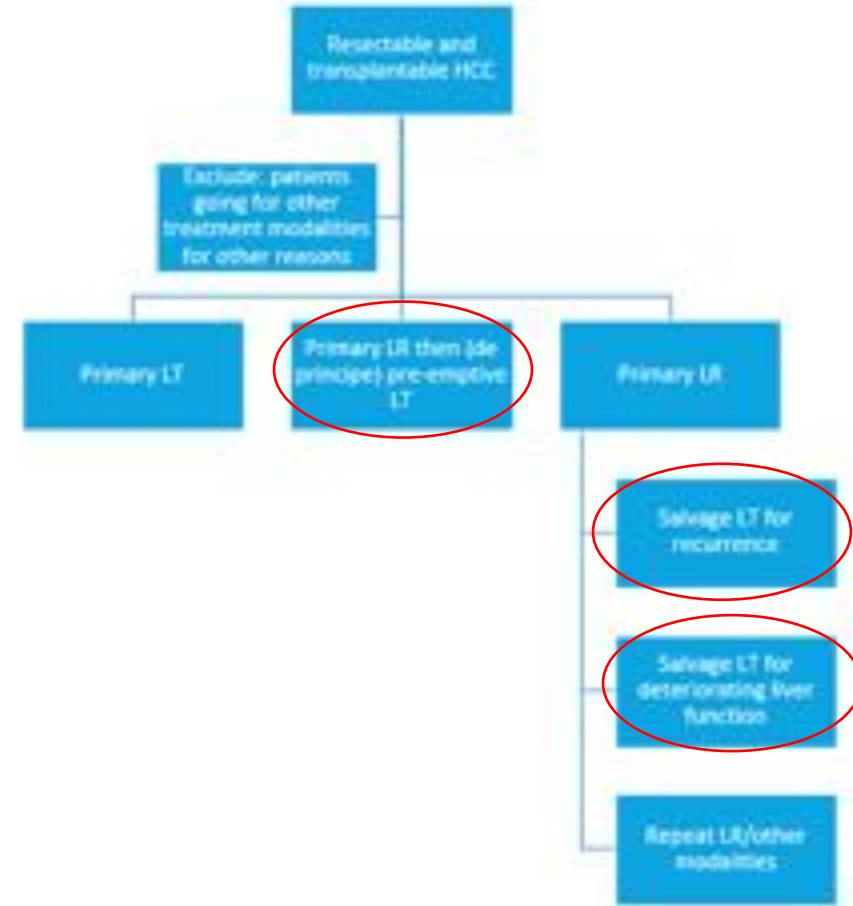 Resectable and
transplantable HCC
Exclude: patients
going for other
treatment modalities
for other reasons
Primary LT
Primary LR then (de
principe) pre-emptive
LT
Primary LR
Salvage LT for
recurrence
Salvage LT for
deteriorating liver
function
Repeat LR/other
modalities